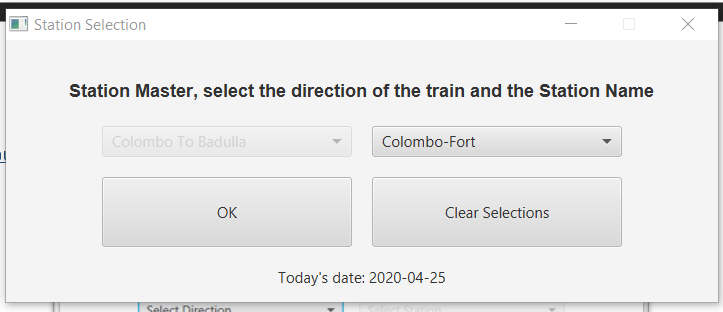 Station Selection
Station Master, select the direction of the train and the Station Name
Colombo To Badulla
Colombo-Fort
OK
Clear Selections
Today's date: 2020-04-25
Select Direction
Select Station